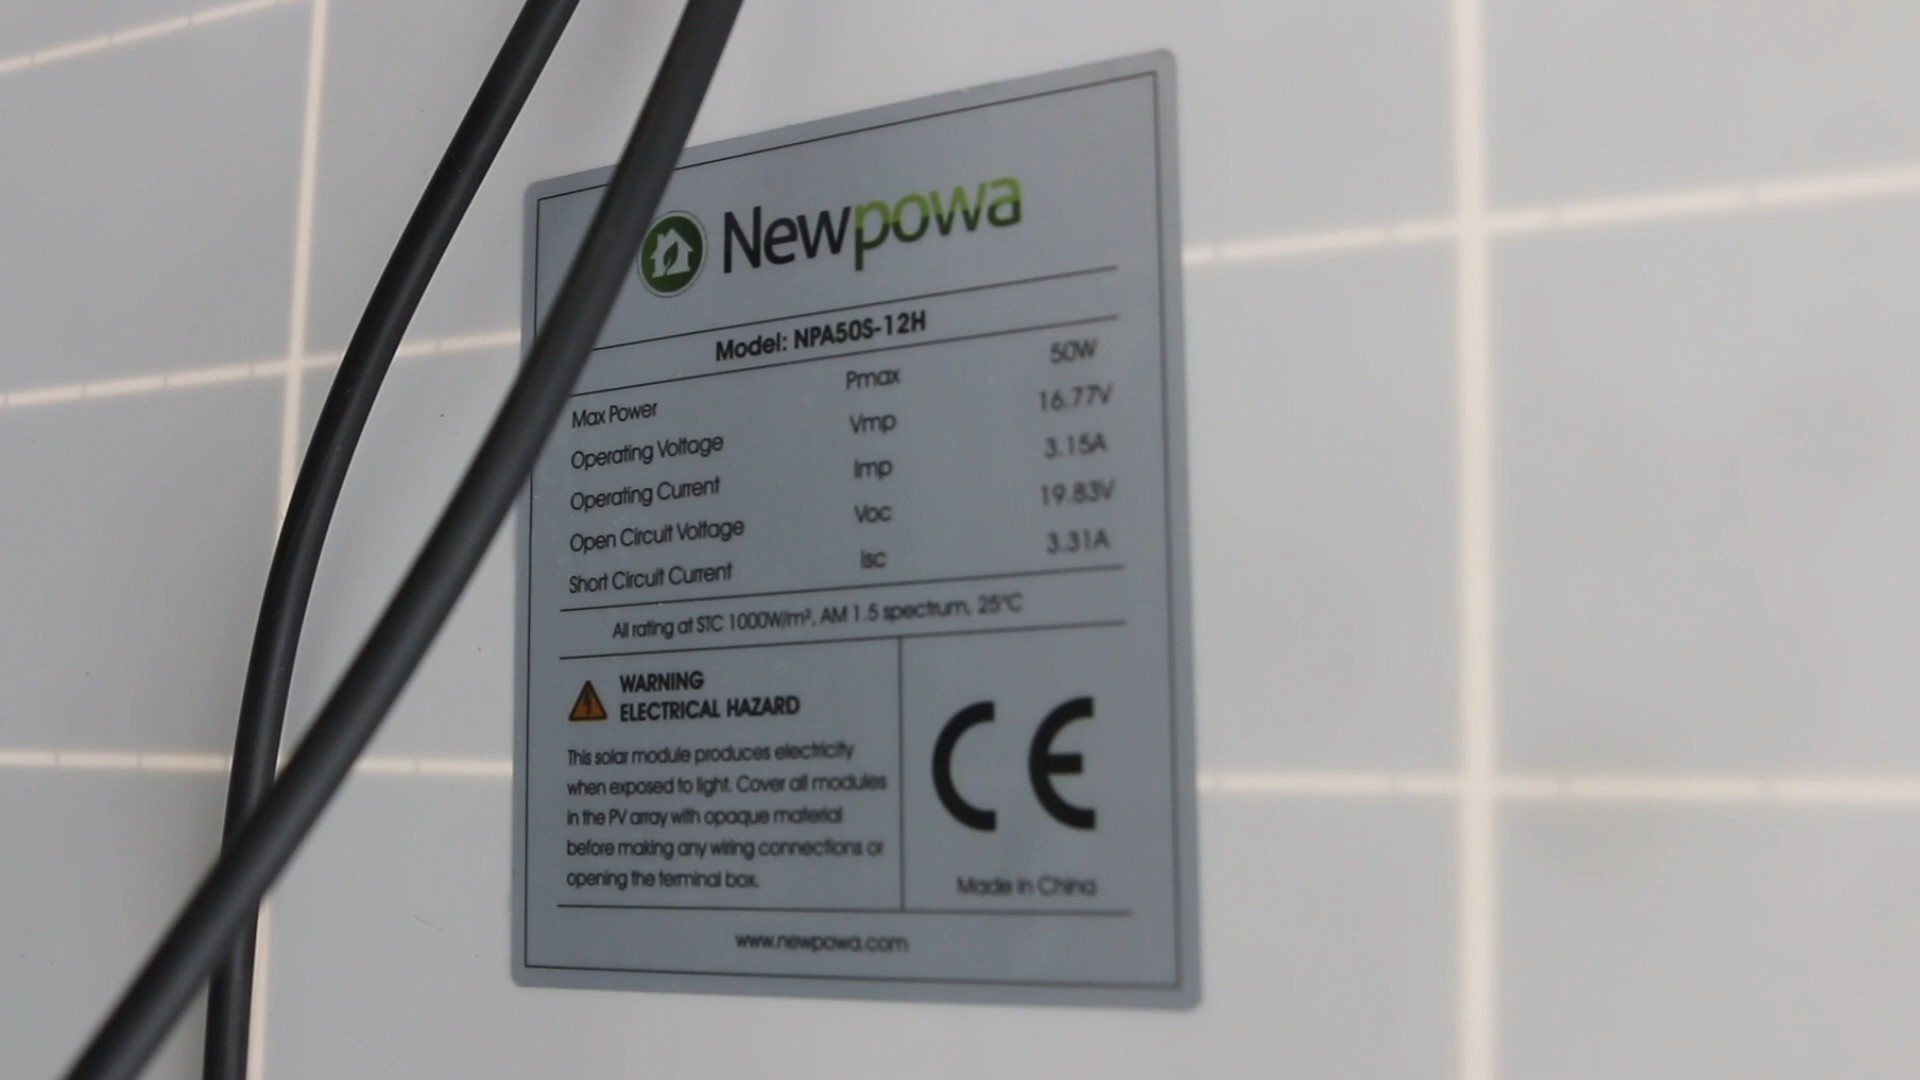 Newpowa
Model: NPA50S-12H
Max Power Pmax 50W
Operating Voltage Vmp 16.77V
Operating Current Imp 3.15A
Open Circuit Voltage Voc 19.83V
Short Circuit Current Isc 3.31A
All rating at STC 1000W/m², AM 1.5 spectrum, 25°C
WARNING
ELECTRICAL HAZARD
This solar module produces electricity
when exposed to light. Cover all modules
in the PV array with opaque material
before making any wiring connections or
opening the terminal box.
CE
Made in China
www.newpowa.com